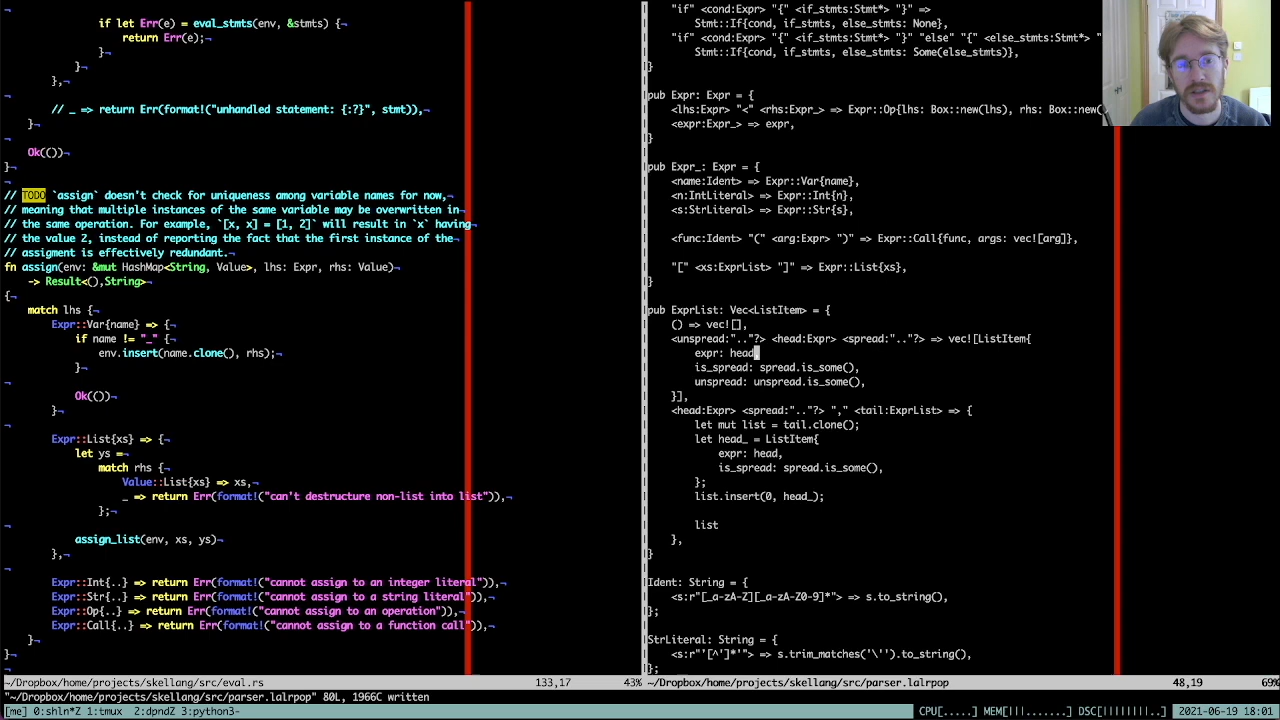 ¬
                if let Err(e) = eval_stmts(env, &stmts) {¬
                    return Err(e);¬
                }¬
            }¬
        },¬
¬
        // _ => return Err(format!("unhandled statement: {:?}", stmt)),¬
    }¬
¬
    Ok(())¬
}¬
¬
// TODO `assign` doesn't check for uniqueness among variable names for now,¬
// meaning that multiple instances of the same variable may be overwritten in¬
// the same operation. For example, `[x, x] = [1, 2]` will result in `x` having¬
// the value 2, instead of reporting the fact that the first instance of the¬
// assigment is effectively redundant.¬
fn assign(env: &mut HashMap<String, Value>, lhs: Expr, rhs: Value)¬
    -> Result<(),String>¬
{¬
    match lhs {¬
        Expr::Var{name} => {¬
            if name != "_" {¬
                env.insert(name.clone(), rhs);¬
            }¬
¬
            Ok(())¬
        }¬
¬
        Expr::List{xs} => {¬
            let ys =¬
                match rhs {¬
                    Value::List{xs} => xs,¬
                    _ => return Err(format!("can't destructure non-list into list")),¬
                };¬
¬
            assign_list(env, xs, ys)¬
        },¬
¬
        Expr::Int{..} => return Err(format!("cannot assign to an integer literal")),¬
        Expr::Str{..} => return Err(format!("cannot assign to a string literal")),¬
        Expr::Op{..} => return Err(format!("cannot assign to an operation")),¬
        Expr::Call{..} => return Err(format!("cannot assign to a function call")),¬
    }¬
}¬
¬
~/Dropbox/home/projects/skellang/src/eval.rs 133,17 43%
    "if" <cond:Expr> "{" <if_stmts:Stmt*> "}" =>
        Stmt::If{cond, if_stmts, else_stmts: None},
    "if" <cond:Expr> "{" <if_stmts:Stmt*> "}" "else" "{" <else_stmts:Stmt*> "
        Stmt::If{cond, if_stmts, else_stmts: Some(else_stmts)},
}
pub Expr: Expr = {
    <lhs:Expr> "<" <rhs:Expr_> => Expr::Op{lhs: Box::new(lhs), rhs: Box::new(
    <expr:Expr_> => expr,
}
pub Expr_: Expr = {
    <name:Ident> => Expr::Var{name},
    <n:IntLiteral> => Expr::Int{n},
    <s:StrLiteral> => Expr::Str{s},
    <func:Ident> "(" <arg:Expr> ")" => Expr::Call{func, args: vec![arg]},
    "[" <xs:ExprList> "]" => Expr::List{xs},
}
pub ExprList: Vec<ListItem> = {
    () => vec![],
    <unspread:".."?> <head:Expr> <spread:".."?> => vec![ListItem{
        expr: head,
        is_spread: spread.is_some(),
        unspread: unspread.is_some(),
    }],
    <head:Expr> <spread:".."?> "," <tail:ExprList> => {
        let mut list = tail.clone();
        let head_ = ListItem{
            expr: head,
            is_spread: spread.is_some(),
        };
        list.insert(0, head_);
        list
    },
}
Ident: String = {
    <s:r"[_a-zA-Z][_a-zA-Z0-9]*"> => s.to_string(),
};
StrLiteral: String = {
    <s:r"'[^']*'"> => s.trim_matches('\'').to_string(),
};
~/Dropbox/home/projects/skellang/src/parser.lalrpop 48,19 69%
"~/Dropbox/home/projects/skellang/src/parser.lalrpop" 80L, 1966C written
[me] 0:shln*Z 1:tmux  2:dpndZ 3:python3- CPU[.....] MEM[|||.......] DSC[||||||||..] 2021-06-19 18:01